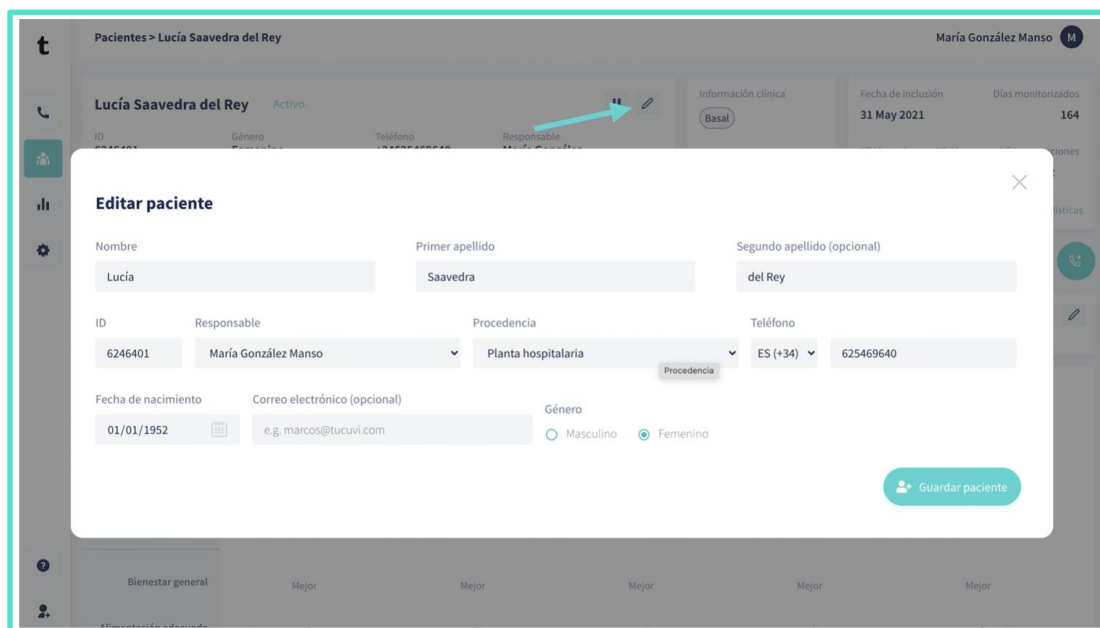 t
Pacientes > Lucía Saavedra del Rey
María González Manso M
Lucía Saavedra del Rey Activo
Información clínica
Basal
Fecha de inclusión Días monitorizados
31 May 2021 164
ID Género Teléfono Responsable
Editar paciente
Nombre Primer apellido Segundo apellido (opcional)
Lucía Saavedra del Rey
ID Responsable Procedencia Teléfono
6246401 María González Manso Planta hospitalaria ES (+34) 625469640
Procedencia
Fecha de nacimiento Correo electrónico (opcional) Género
01/01/1952 e.g. marcos@tucuvi.com Masculino Femenino
Guardar paciente
Bienestar general Mejor Mejor Mejor Mejor Mejor
Alimentación adecuada